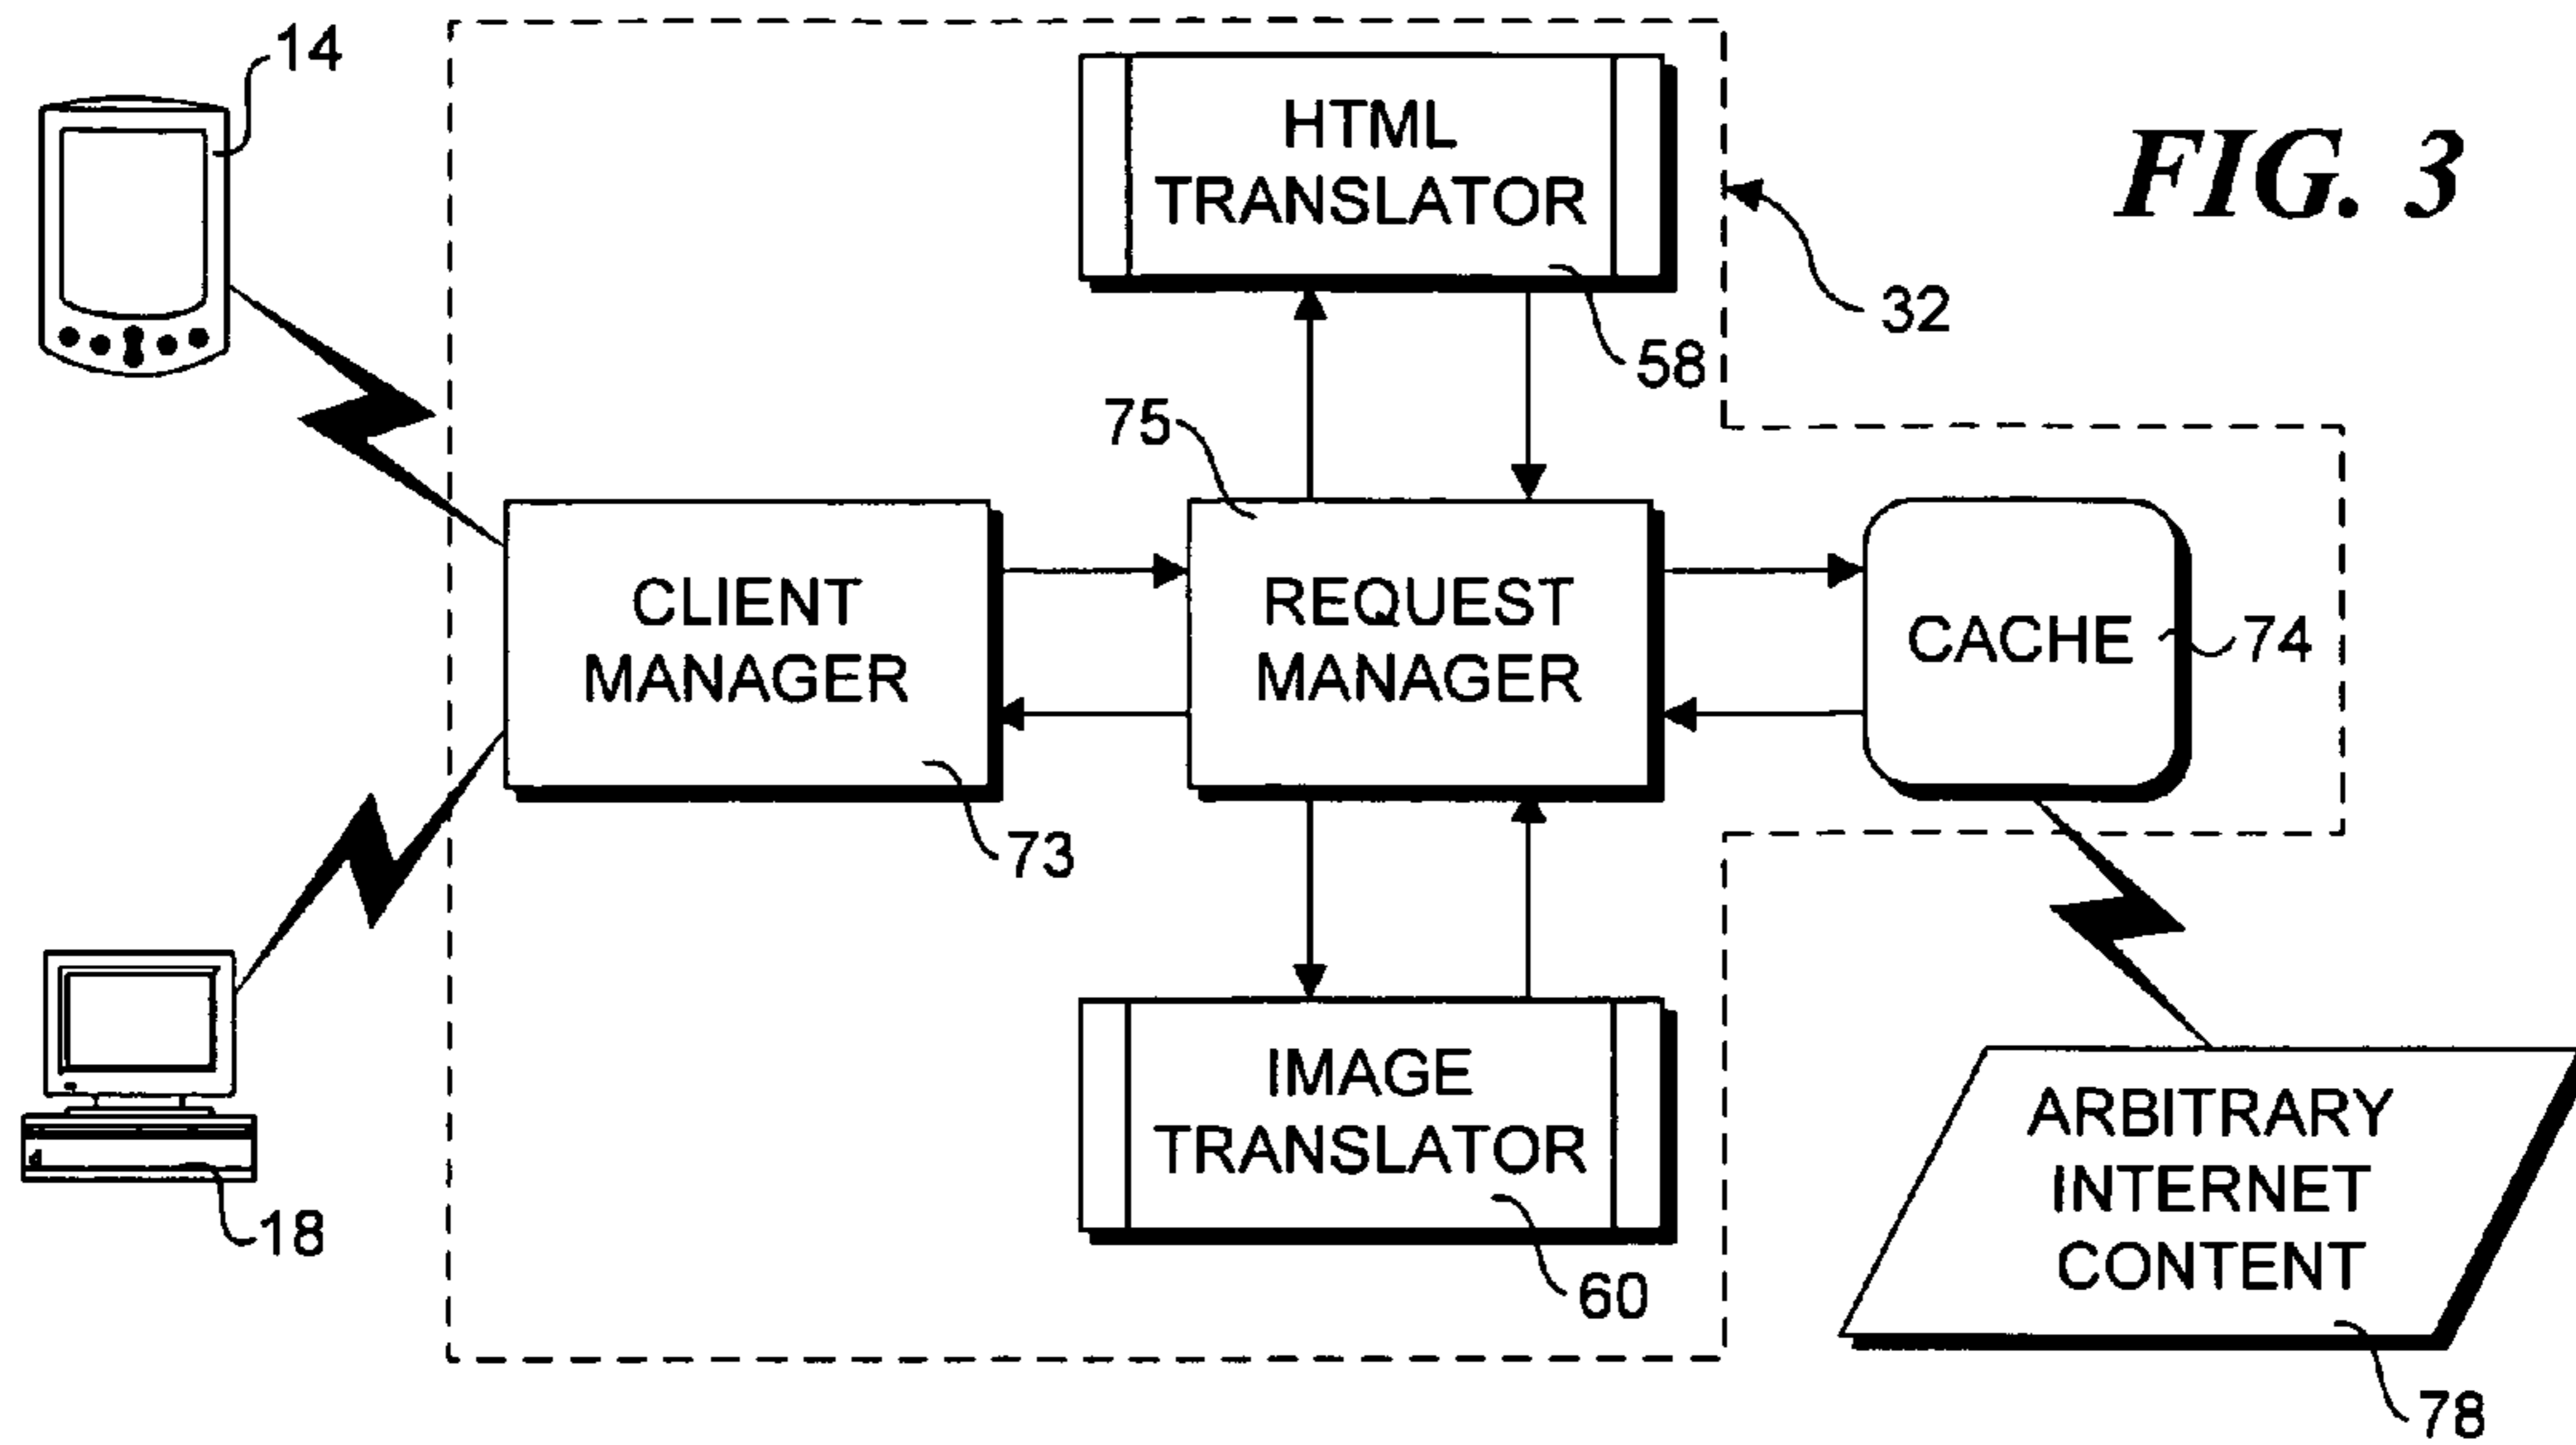 14
HTML
TRANSLATOR
FIG. 3
32
58
75
CLIENT
MANAGER
REQUEST
MANAGER
CACHE
74
73
IMAGE
TRANSLATOR
ARBITRARY
INTERNET
CONTENT
18
60
78